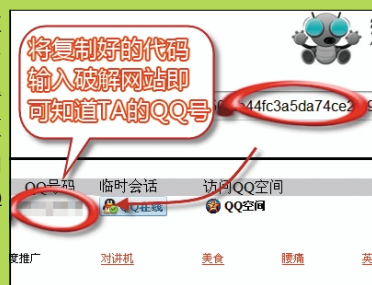 将复制好的代码
输入破解网站即
可知道TA的QQ号
44fc3a5da74ce2
QQ号码 临时会话 访问QQ空间
QQ在线 QQ空间
度推广 对讲机 美食 腰痛 英